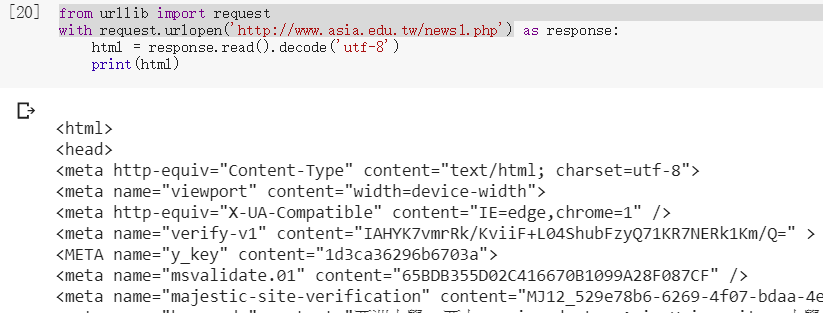 [20] from urllib import request
with request.urlopen('http://www.asia.edu.tw/news1.php') as response:
html = response.read().decode('utf-8')
print(html)
<html>
<head>
<meta http-equiv="Content-Type" content="text/html; charset=utf-8">
<meta name="viewport" content="width=device-width">
<meta http-equiv="X-UA-Compatible" content="IE=edge,chrome=1" />
<meta name="verify-v1" content="IAHYK7vmrRk/KviiF+L04ShubFzyQ71KR7NERk1Km/Q=" >
<META name="y_key" content="1d3ca36296b6703a">
<meta name="msvalidate.01" content="65BDB355D02C416670B1099A28F087CF" />
<meta name="majestic-site-verification" content="MJ12_529e78b6-6269-4f07-bdaa-4e